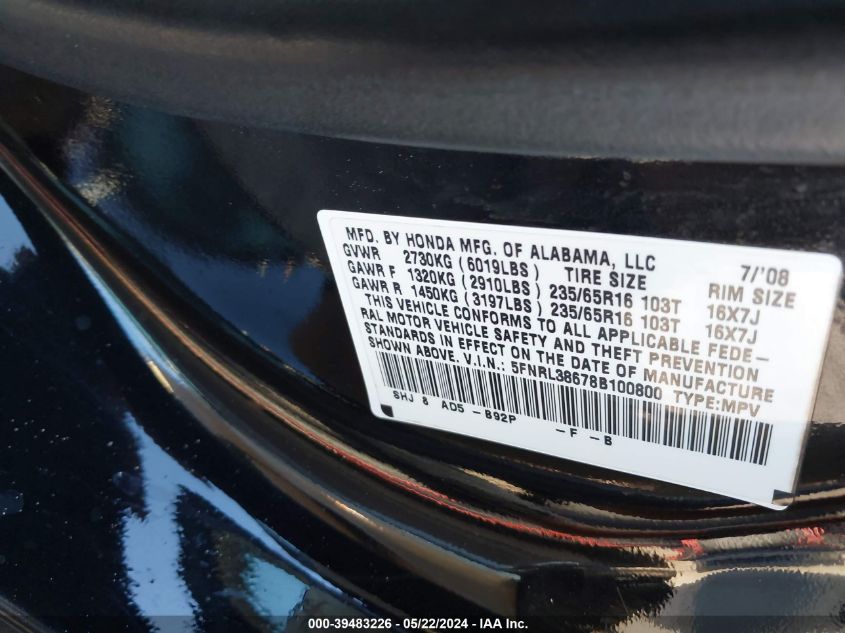 MFD. BY HONDA MFG. OF ALABAMA, LLC 7/'08
GVWR 2730KG (6019LBS) TIRE SIZE RIM SIZE
GAWR F 1320KG (2910LBS) 235/65R16 103T 16X7J
GAWR R 1450KG (3197LBS) 235/65R16 103T 16X7J
THIS VEHICLE CONFORMS TO ALL APPLICABLE FEDE-
RAL MOTOR VEHICLE SAFETY AND THEFT PREVENTION
STANDARDS IN EFFECT ON THE DATE OF MANUFACTURE
SHOWN ABOVE. V.I.N.: 5FNRL38678B100800 TYPE:MPV
SHJ 8 AD5 -B92P -F -B
000-39483226 - 05/22/2024 - IAA Inc.